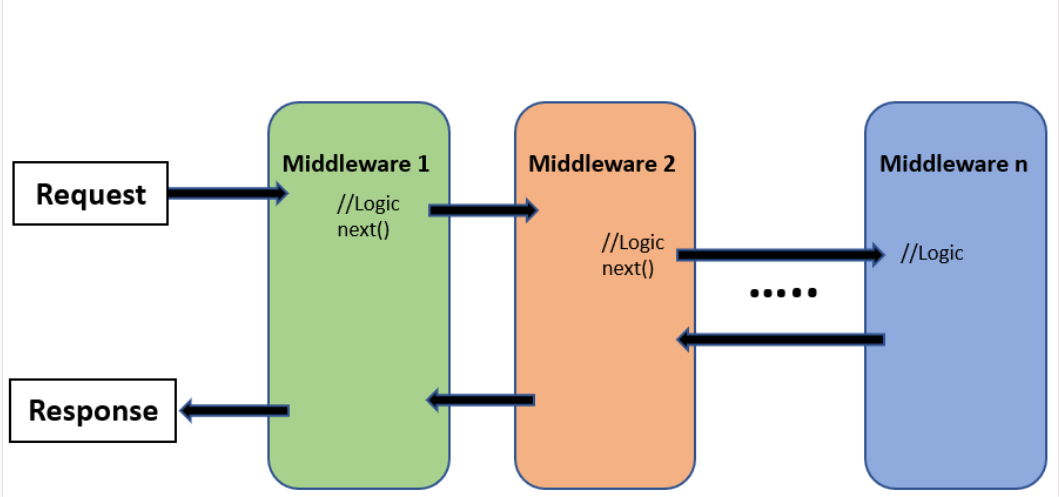 Middleware 1
Middleware 2
Middleware n
Request
//Logic
next()
//Logic
next()
//Logic
.....
Response